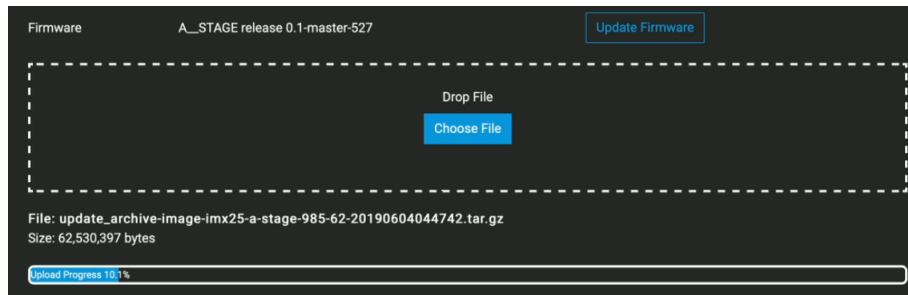 Firmware A__STAGE release 0.1-master-527 Update Firmware
Drop File
Choose File
File: update_archive-image-imx25-a-stage-985-62-20190604044742.tar.gz
Size: 62,530,397 bytes
Upload Progress 10.1%